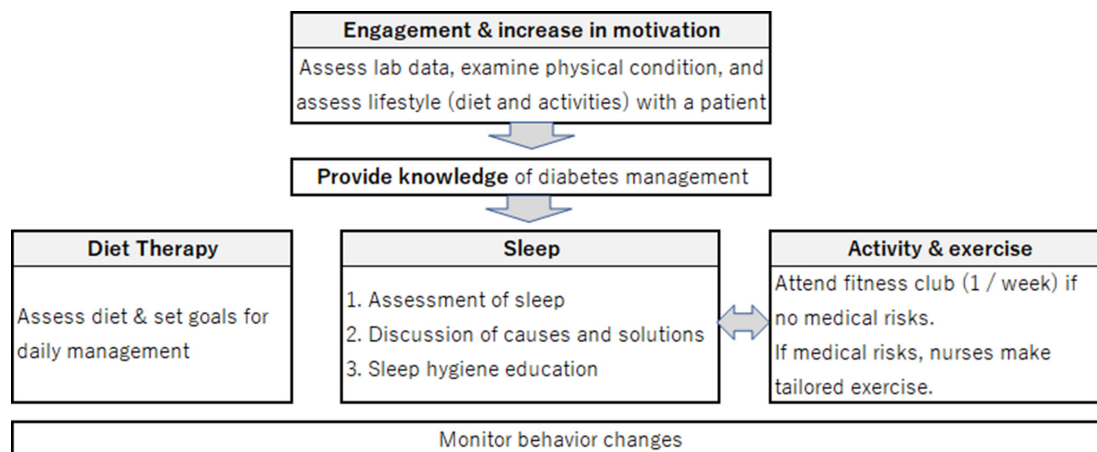 Engagement & increase in motivation
Assess lab data, examine physical condition, and
assess lifestyle (diet and activities) with a patient
Provide knowledge of diabetes management
Diet Therapy
Assess diet & set goals for
daily management
Sleep
1. Assessment of sleep
2. Discussion of causes and solutions
3. Sleep hygiene education
Activity & exercise
Attend fitness club (1 / week) if
no medical risks.
If medical risks, nurses make
tailored exercise.
Monitor behavior changes